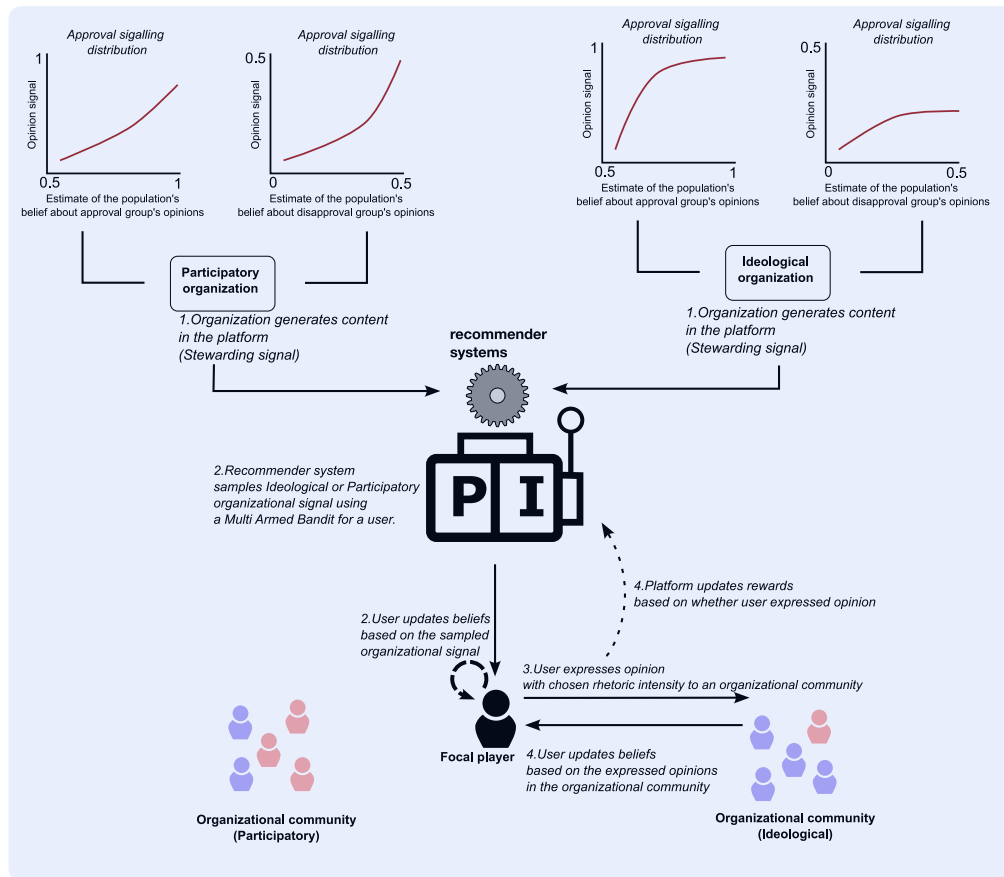 Approval sigalling
distribution
1
Opinion signal
0.5
1
Estimate of the population's
belief about approval group's opinions
Approval sigalling
distribution
0.5
Opinion signal
0
0.5
Estimate of the population's
belief about disapproval group's opinions
Approval sigalling
distribution
1
Opinion signal
0.5
1
Estimate of the population's
belief about approval group's opinions
Approval sigalling
distribution
0.5
Opinion signal
0
0.5
Estimate of the population's
belief about disapproval group's opinions
Participatory
organization
Ideological
organization
1.Organization generates content
in the platform
(Stewarding signal)
1.Organization generates content
in the platform
(Stewarding signal)
recommender
systems
P I
2.Recommender system
samples Ideological or Participatory
organizational signal using
a Multi Armed Bandit for a user.
4.Platform updates rewards
based on whether user expressed opinion
2.User updates beliefs
based on the sampled
organizational signal
3.User expresses opinion
with chosen rhetoric intensity to an organizational community
Focal player
4.User updates beliefs
based on the expressed opinions
in the organizational community
Organizational community
(Participatory)
Organizational community
(Ideological)